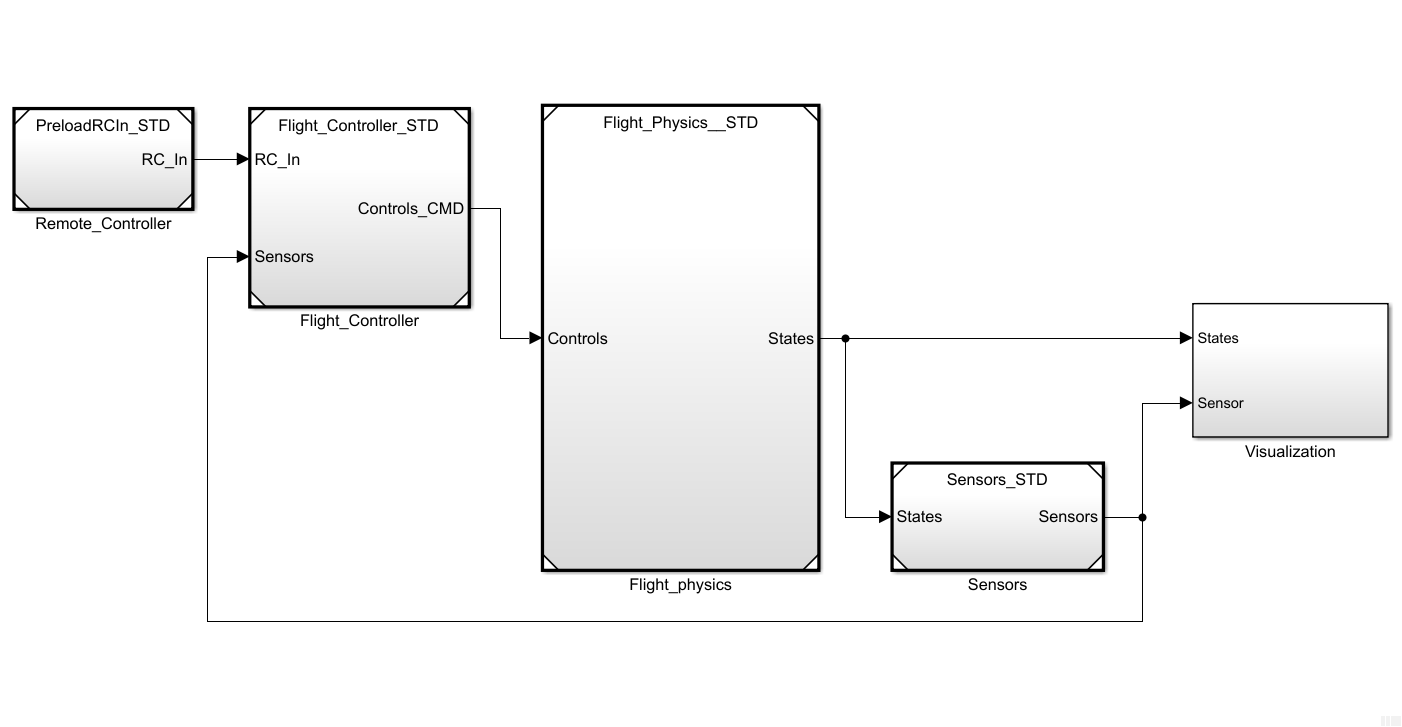 PreloadRCIn_STD
RC_In
Remote_Controller
Flight_Controller_STD
RC_In
Controls_CMD
Sensors
Flight_Controller
Flight_Physics__STD
Controls
States
Flight_physics
Sensors_STD
States
Sensors
Sensors
States
Sensor
Visualization